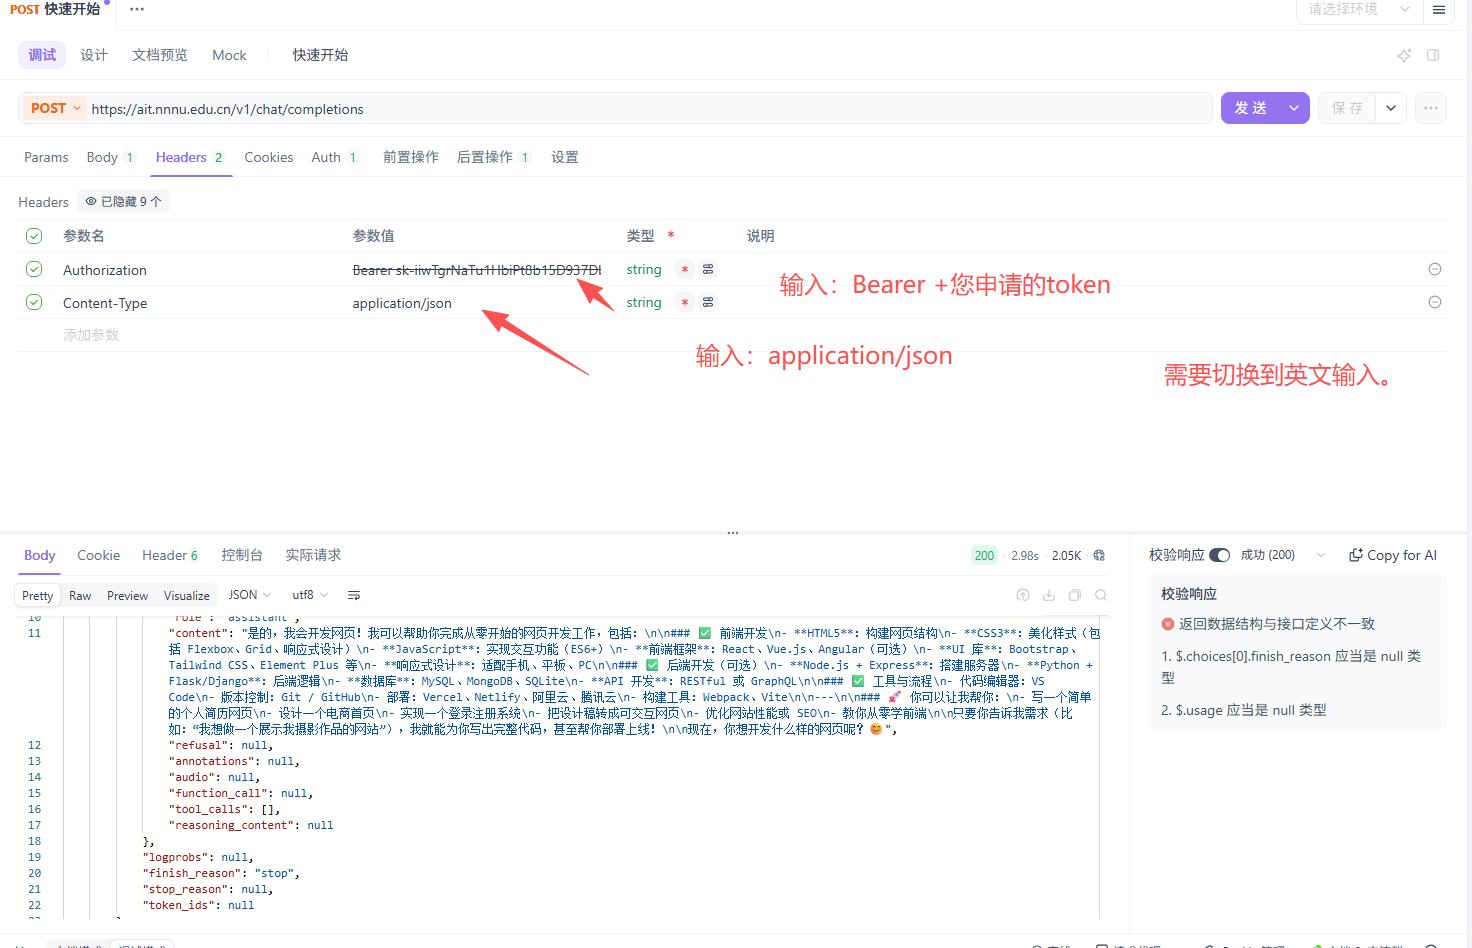 POST 快速开始
请选择环境
调试 设计 文档预览 Mock 快速开始
POST https://ait.nnnu.edu.cn/v1/chat/completions 发 送 保 存
Params Body 1 Headers 2 Cookies Auth 1 前置操作 后置操作 1 设置
Headers 已隐藏 9 个
参数名 参数值 类型 * 说明
Authorization Bearer string *
输入：Bearer +您申请的token
Content-Type application/json string *
添加参数
输入：application/json
需要切换到英文输入。
Body Cookie Header 6 控制台 实际请求 200 2.98s 2.05K
校验响应 成功 (200) Copy for AI
Pretty Raw Preview Visualize JSON utf8
10 "role": "assistant",
11 "content": "是的，我会开发网页！我可以帮助你完成从零开始的网页开发工作，包括：\n\n### ✅ 前端开发\n- **HTML5**：构建网页结构\n- **CSS3**：美化样式（包
括 Flexbox、Grid、响应式设计）\n- **JavaScript**：实现交互功能（ES6+）\n- **前端框架**：React、Vue.js、Angular（可选）\n- **UI 库**：Bootstrap、
Tailwind CSS、Element Plus 等\n- **响应式设计**：适配手机、平板、PC\n\n### ✅ 后端开发（可选）\n- **Node.js + Express**：搭建服务器\n- **Python +
Flask/Django**：后端逻辑\n- **数据库**：MySQL、MongoDB、SQLite\n- **API 开发**：RESTful 或 GraphQL\n\n### ✅ 工具与流程\n- 代码编辑器：VS
Code\n- 版本控制：Git / GitHub\n- 部署：Vercel、Netlify、阿里云、腾讯云\n- 构建工具：Webpack、Vite\n\n---\n\n### 🚀 你可以让我帮你：\n- 写一个简单
的个人简历网页\n- 设计一个电商首页\n- 实现一个登录注册系统\n- 把设计稿转成可交互网页\n- 优化网站性能或 SEO\n- 教你从零学前端\n\n只要你告诉我需求（比
如：“我想做一个展示我摄影作品的网站”），我就能为你写出完整代码，甚至帮你部署上线！\n\n现在，你想开发什么样的网页呢？😊",
12 "refusal": null,
13 "annotations": null,
14 "audio": null,
15 "function_call": null,
16 "tool_calls": [],
17 "reasoning_content": null
18 },
19 "logprobs": null,
20 "finish_reason": "stop",
21 "stop_reason": null,
22 "token_ids": null
校验响应
返回数据结构与接口定义不一致
1. $.choices[0].finish_reason 应当是 null 类
型
2. $.usage 应当是 null 类型